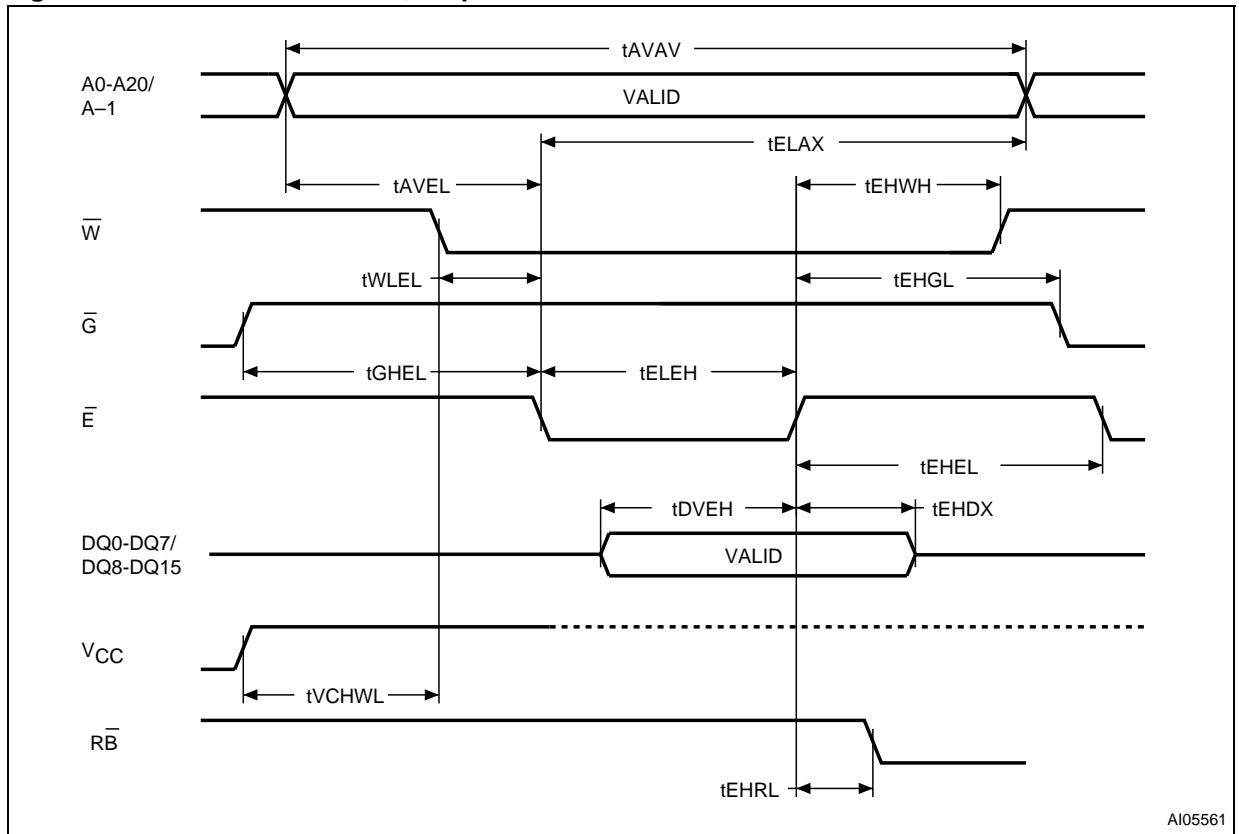 tAVAV
A0-A20/
A–1
VALID
tELAX
tAVEL
tEHWH
W̅
tWLEL
tEHGL
G̅
tGHEL
tELEH
E̅
tEHEL
tDVEH
tEHDX
DQ0-DQ7/
DQ8-DQ15
VALID
VCC
tVCHWL
RB̅
tEHRL
AI05561